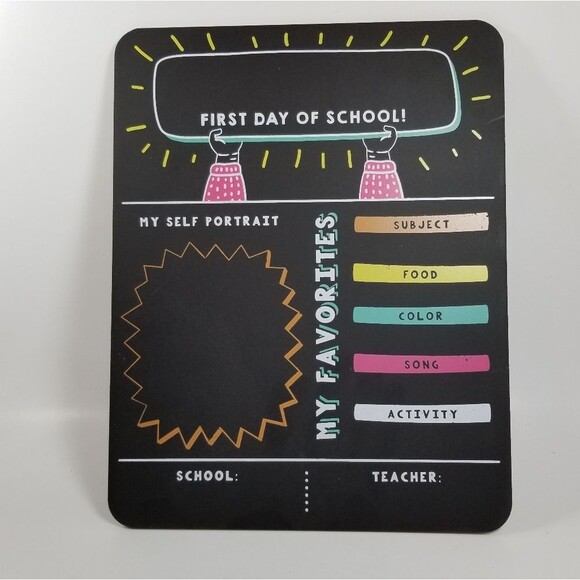 FIRST DAY OF SCHOOL!
MY SELF PORTRAIT
MY FAVORITES
SUBJECT
FOOD
COLOR
SONG
ACTIVITY
SCHOOL:
TEACHER: